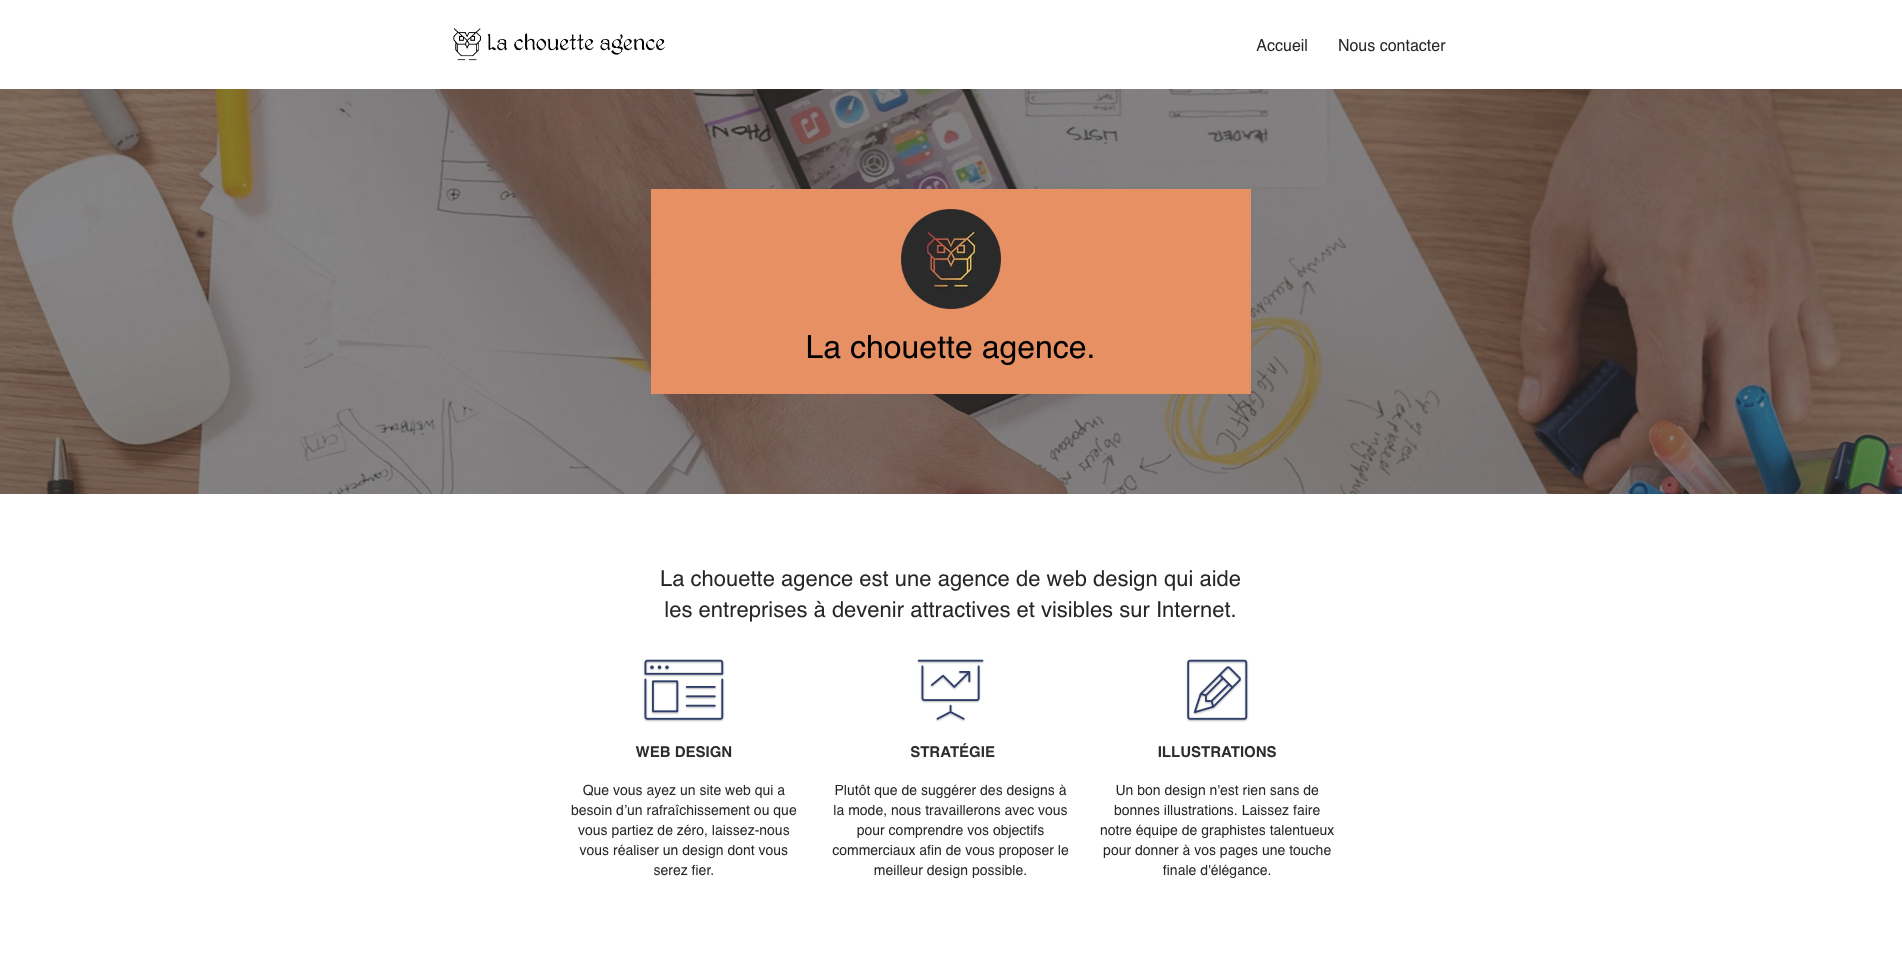 La chouette agence
Accueil
Nous contacter
PHON
LISTS
HEADER
La chouette agence.
CTA
La chouette agence est une agence de web design qui aide
les entreprises à devenir attractives et visibles sur Internet.
WEB DESIGN
Que vous ayez un site web qui a
besoin d’un rafraîchissement ou que
vous partiez de zéro, laissez-nous
vous réaliser un design dont vous
serez fier.
STRATÉGIE
Plutôt que de suggérer des designs à
la mode, nous travaillerons avec vous
pour comprendre vos objectifs
commerciaux afin de vous proposer le
meilleur design possible.
ILLUSTRATIONS
Un bon design n'est rien sans de
bonnes illustrations. Laissez faire
notre équipe de graphistes talentueux
pour donner à vos pages une touche
finale d'élégance.